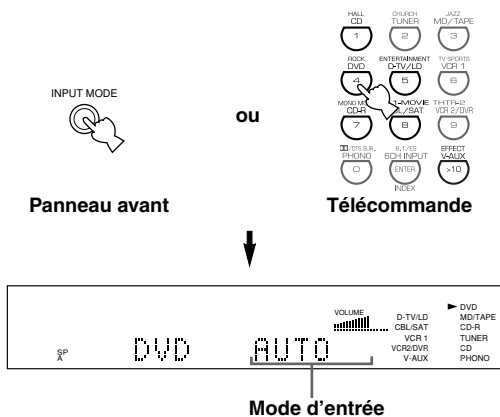 HALL CHURCH JAZZ
CD TUNER MD/TAPE
1 2 3
ROCK ENTERTAINMENT TV SPORTS
DVD D-TV/LD VCR 1
4 5 6
MONO MO 1-MOVIE THTR-2
CD-R L/SAT VCR 2/DVR
7 8 9
/DTS SUR. 6.1/ES EFFECT
PHONO 6CH INPUT V-AUX
0 ENTER >10
INDEX
INPUT MODE
ou
Panneau avant
Télécommande
VOLUME
D-TV/LD
CBL/SAT
VCR 1
VCR2/DVR
V-AUX
DVD
MD/TAPE
CD-R
TUNER
CD
PHONO
SP
A
DVD AUTO
Mode d'entrée